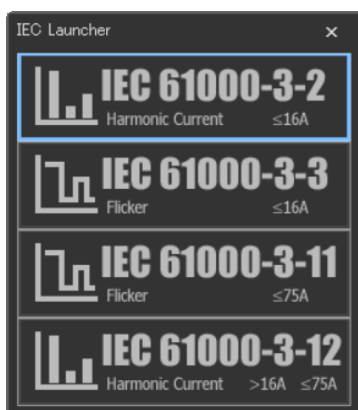 IEC Launcher ×
IEC 61000-3-2
Harmonic Current ≤16A
IEC 61000-3-3
Flicker ≤16A
IEC 61000-3-11
Flicker ≤75A
IEC 61000-3-12
Harmonic Current >16A ≤75A